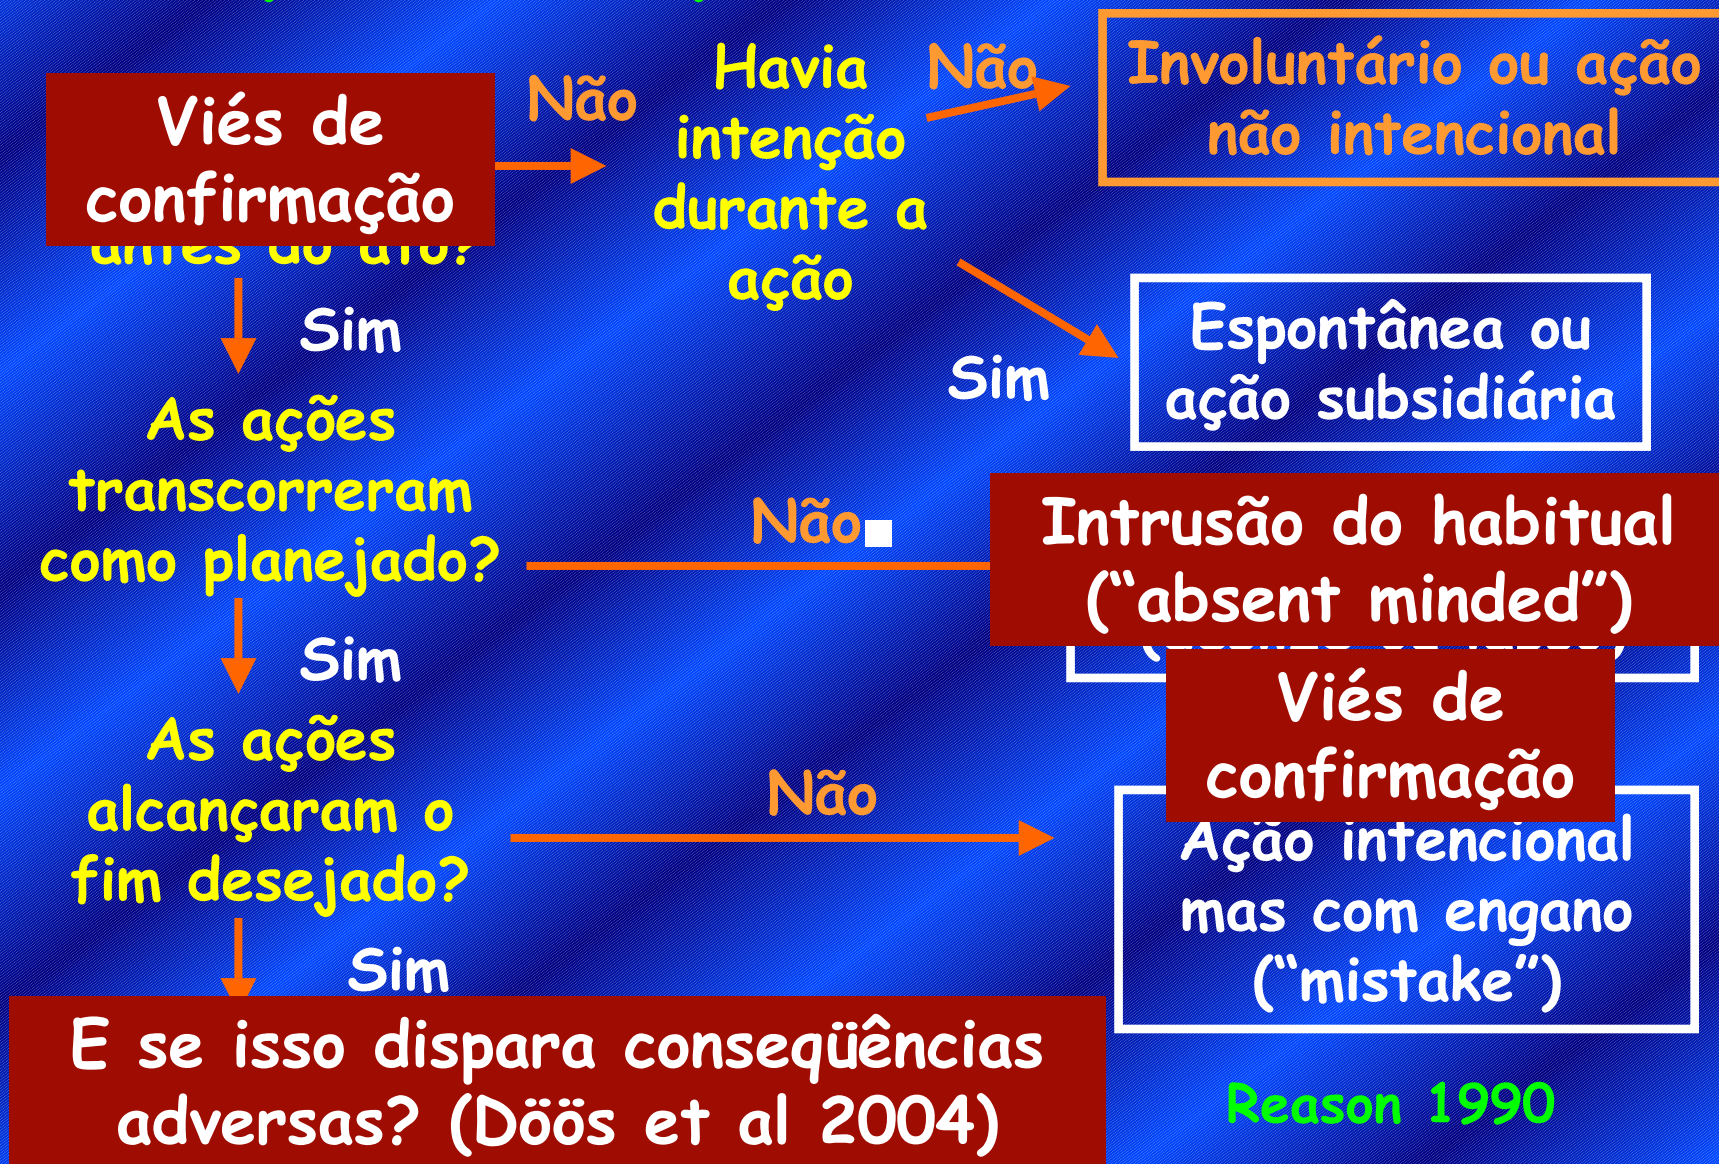 Viés de
confirmação
antes do ato?
Não
Havia
intenção
durante a
ação
Não
Involuntário ou ação
não intencional
Sim
Espontânea ou
ação subsidiária
Sim
As ações
transcorreram
como planejado?
Não
Intrusão do habitual
(“absent minded”)
Sim
Viés de
confirmação
As ações
alcançaram o
fim desejado?
Não
Ação intencional
mas com engano
(“mistake”)
Sim
E se isso dispara conseqüências
adversas? (Döös et al 2004)
Reason 1990